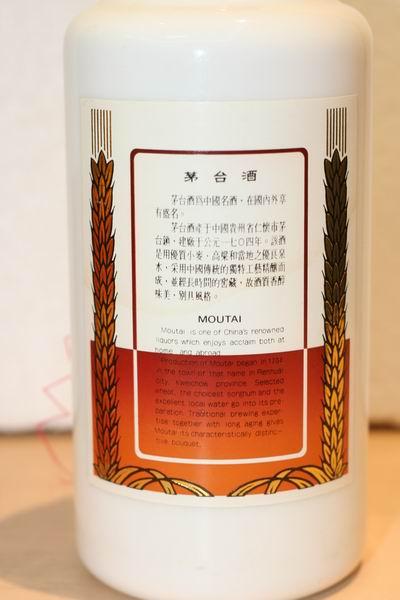 茅台酒
茅台酒爲中國名酒，在國內外享
有盛名。
茅台酒產于中國貴州省仁懷市茅
台鎮，建廠于公元一七〇四年。該酒
是用優質小麥、高粱和當地之優良泉
水，采用中國傳統的獨特工藝精釀而
成，並經長時間的窖藏，故酒質香醇
味美，別具風格。
MOUTAI
Moutai is one of China's renowned
liquors which enjoys acclaim both at
home and abroad.
Production of Moutai began in 1704
in the town of that name in Renhuai
city, Kweichow province. Selected
wheat, the choicest sorghum and the
excellent local water go into its pre-
paration. Traditional brewing exper-
tise together with long aging gives
Moutai its characteristically distinc-
tive bouquet.